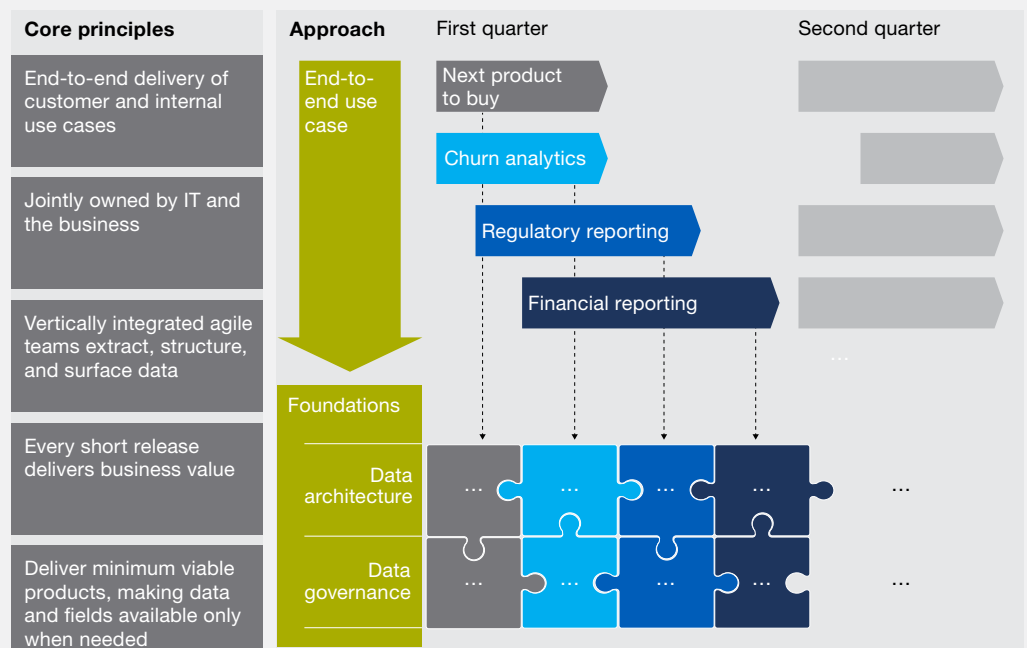 Core principles
End-to-end delivery of
customer and internal
use cases
Jointly owned by IT and
the business
Vertically integrated agile
teams extract, structure,
and surface data
Every short release
delivers business value
Deliver minimum viable
products, making data
and fields available only
when needed
Approach
First quarter
Second quarter
End-to-
end use
case
Next product
to buy
Churn analytics
Regulatory reporting
Financial reporting
...
Foundations
Data
architecture
... ... ... ... ...
Data
governance
... ... ... ... ...